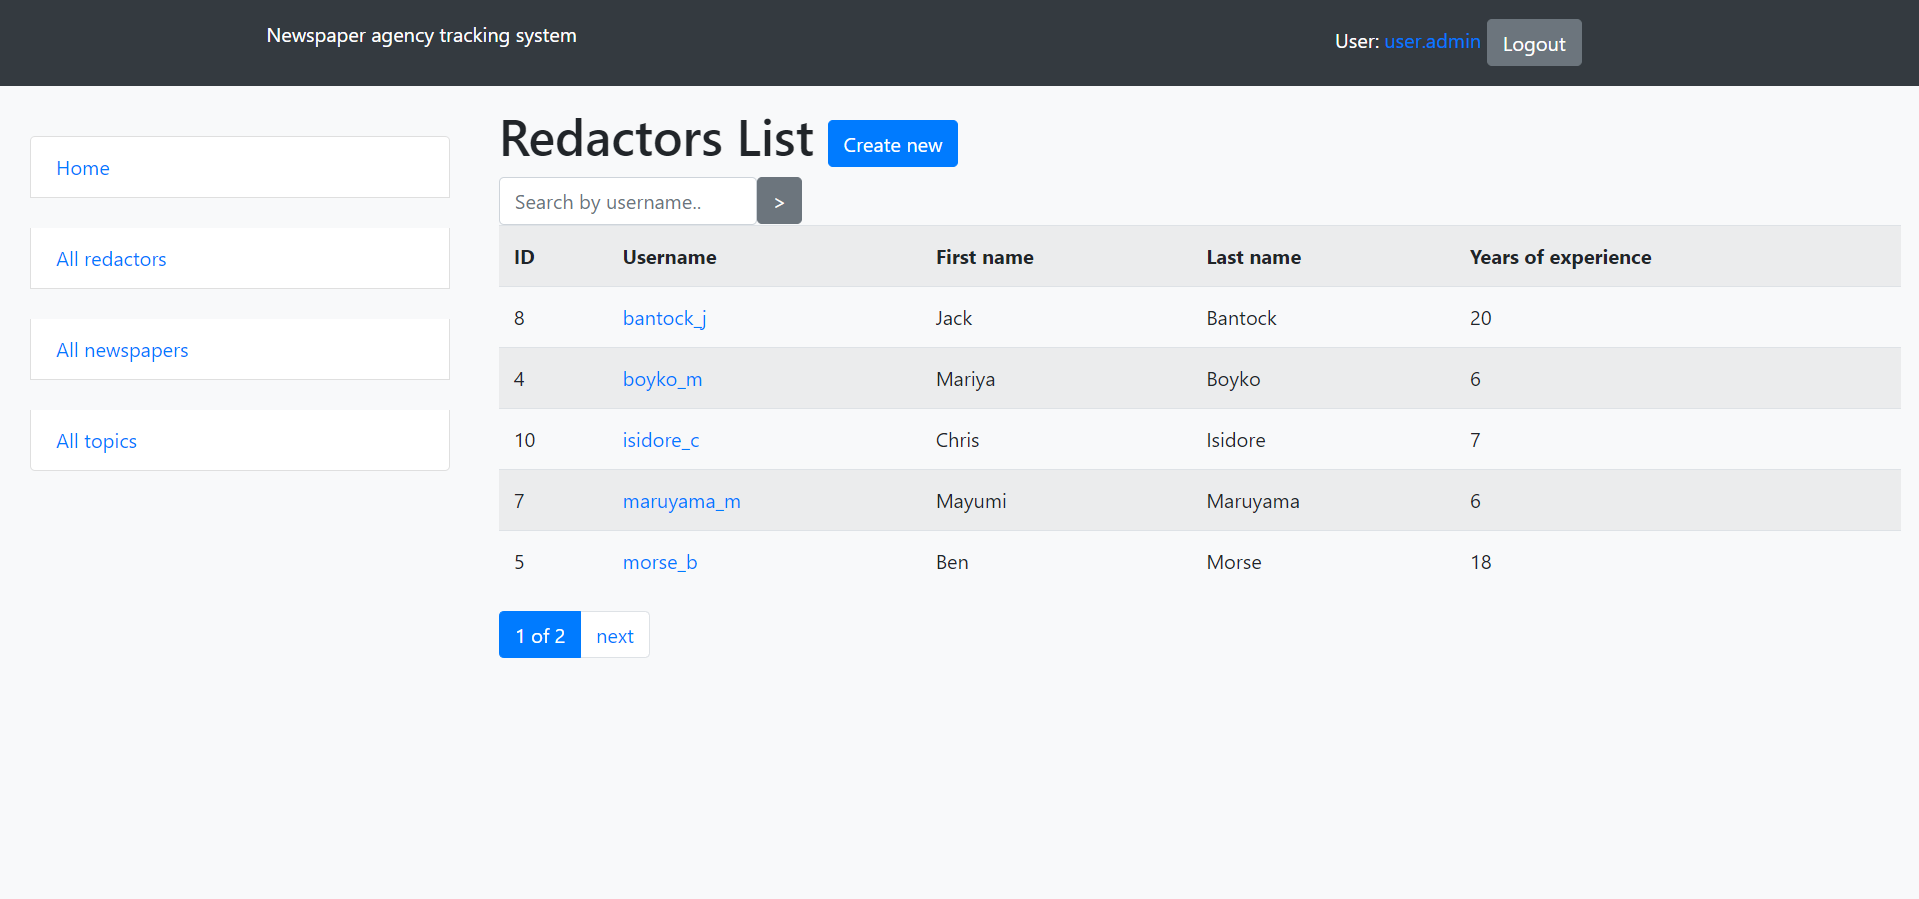 Newspaper agency tracking system
User: user.admin Logout
Home
All redactors
All newspapers
All topics
Redactors List Create new
Search by username.. >
ID Username First name Last name Years of experience
8 bantock_j Jack Bantock 20
4 boyko_m Mariya Boyko 6
10 isidore_c Chris Isidore 7
7 maruyama_m Mayumi Maruyama 6
5 morse_b Ben Morse 18
1 of 2 next